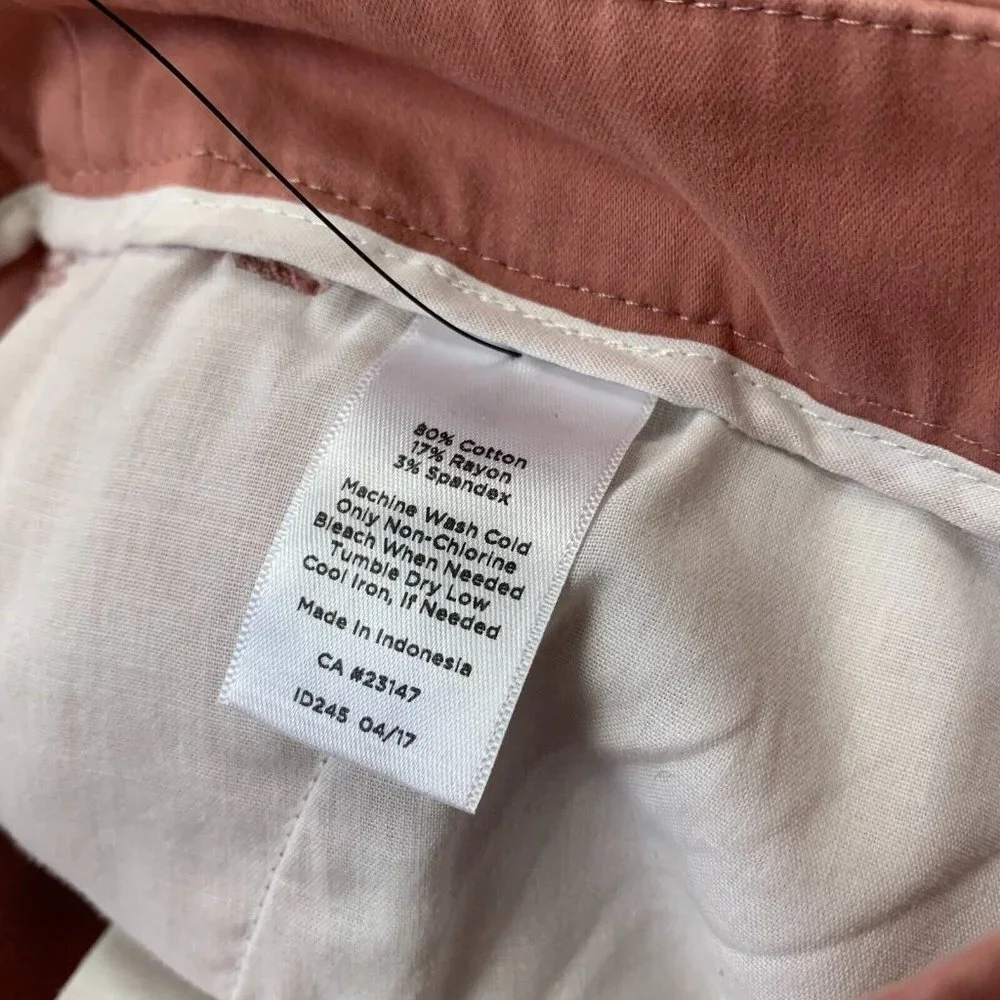 80% Cotton
17% Rayon
3% Spandex
Machine Wash Cold
Only Non-Chlorine
Bleach When Needed
Tumble Dry Low
Cool Iron, If Needed
Made In Indonesia
CA #23147
ID245 04/17